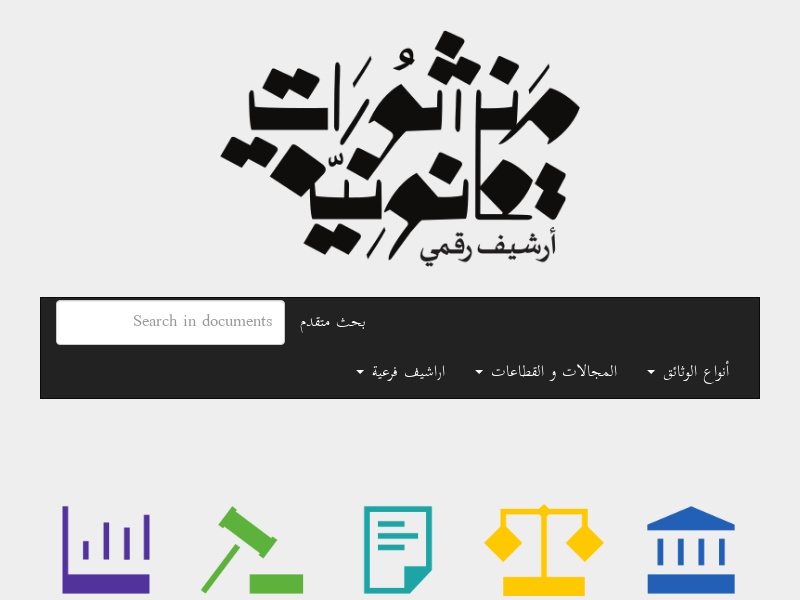 منشورات
قانونية
أرشيف رقمي
بحث متقدم
Search in documents
أنواع الوثائق
المجالات و القطاعات
اراشيف فرعية